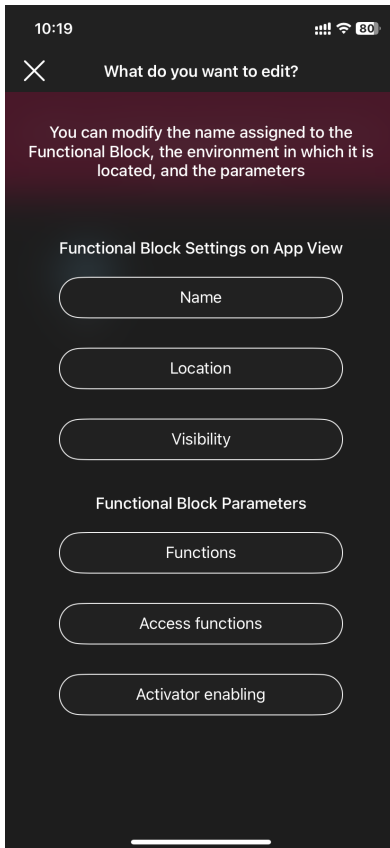 10:19
80
What do you want to edit?
You can modify the name assigned to the
Functional Block, the environment in which it is
located, and the parameters
Functional Block Settings on App View
Name
Location
Visibility
Functional Block Parameters
Functions
Access functions
Activator enabling